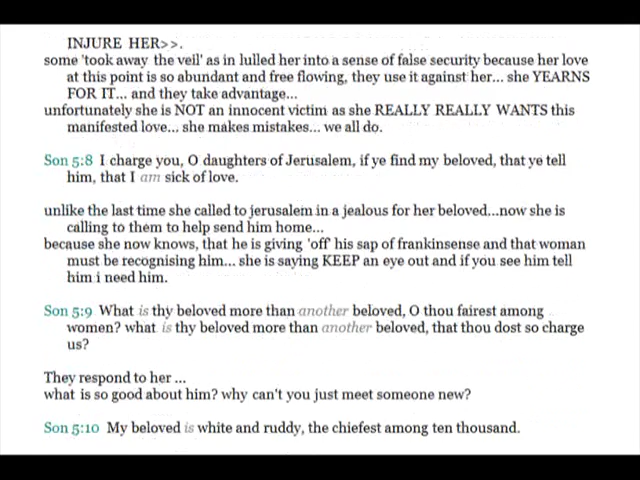 INJURE HER>>.
some 'took away the veil' as in lulled her into a sense of false security because her love
at this point is so abundant and free flowing, they use it against her... she YEARNS
FOR IT... and they take advantage...
unfortunately she is NOT an innocent victim as she REALLY REALLY WANTS this
manifested love... she makes mistakes... we all do.
Son 5:8 I charge you, O daughters of Jerusalem, if ye find my beloved, that ye tell
him, that I am sick of love.
unlike the last time she called to jerusalem in a jealous for her beloved...now she is
calling to them to help send him home...
because she now knows, that he is giving 'off' his sap of frankinsense and that woman
must be recognising him... she is saying KEEP an eye out and if you see him tell
him i need him.
Son 5:9 What is thy beloved more than another beloved, O thou fairest among
women? what is thy beloved more than another beloved, that thou dost so charge
us?
They respond to her ...
what is so good about him? why can't you just meet someone new?
Son 5:10 My beloved is white and ruddy, the chiefest among ten thousand.